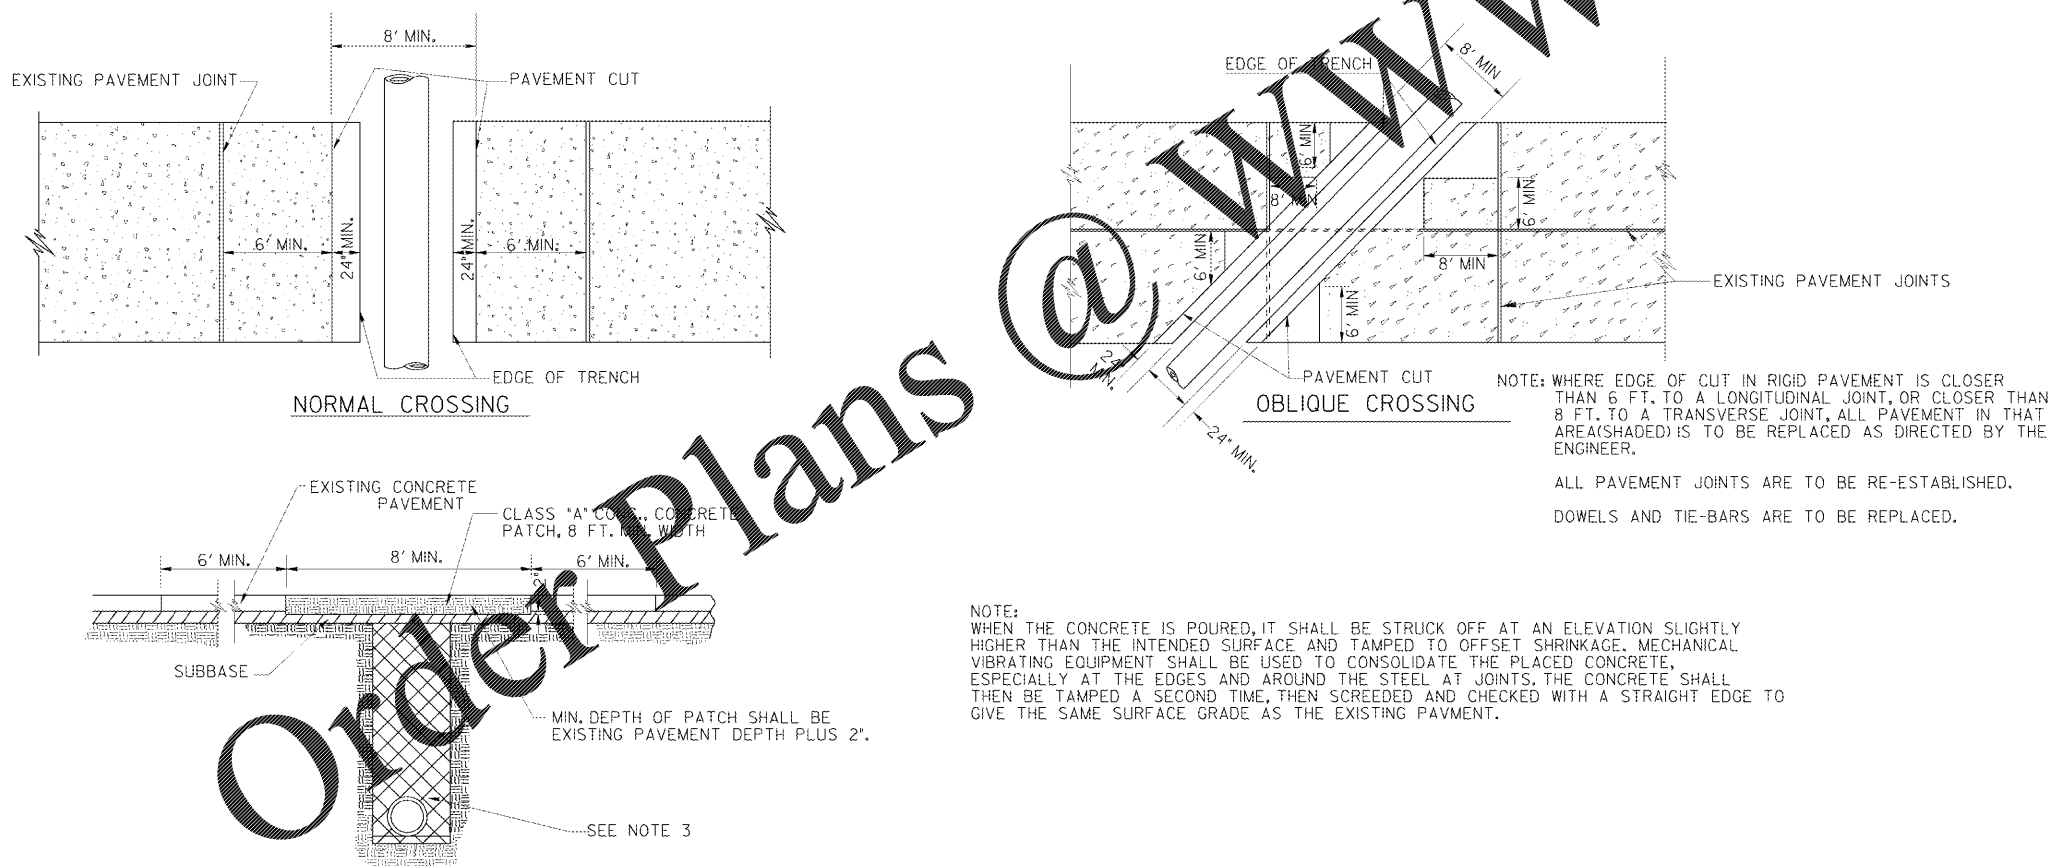 8' MIN.
EXISTING PAVEMENT JOINT
PAVEMENT CUT
6' MIN.
24" MIN.
24" MIN.
6' MIN.
EDGE OF TRENCH
NORMAL CROSSING
EDGE OF TRENCH
8' MIN
6' MIN
8' MIN
6' MIN
6' MIN
8' MIN
6' MIN
EXISTING PAVEMENT JOINTS
24"
MIN.
PAVEMENT CUT
24" MIN.
OBLIQUE CROSSING
NOTE: WHERE EDGE OF CUT IN RIGID PAVEMENT IS CLOSER
THAN 6 FT. TO A LONGITUDINAL JOINT, OR CLOSER THAN
8 FT. TO A TRANSVERSE JOINT, ALL PAVEMENT IN THAT
AREA(SHADED) IS TO BE REPLACED AS DIRECTED BY THE
ENGINEER.
ALL PAVEMENT JOINTS ARE TO BE RE-ESTABLISHED.
DOWELS AND TIE-BARS ARE TO BE REPLACED.
EXISTING CONCRETE
PAVEMENT
CLASS "A" CONC., CONCRETE
PATCH, 8 FT. MIN. WIDTH
6' MIN.
8' MIN.
6' MIN.
2"
SUBBASE
MIN. DEPTH OF PATCH SHALL BE
EXISTING PAVEMENT DEPTH PLUS 2".
SEE NOTE 3
NOTE:
WHEN THE CONCRETE IS POURED, IT SHALL BE STRUCK OFF AT AN ELEVATION SLIGHTLY
HIGHER THAN THE INTENDED SURFACE AND TAMPED TO OFFSET SHRINKAGE. MECHANICAL
VIBRATING EQUIPMENT SHALL BE USED TO CONSOLIDATE THE PLACED CONCRETE,
ESPECIALLY AT THE EDGES AND AROUND THE STEEL AT JOINTS. THE CONCRETE SHALL
THEN BE TAMPED A SECOND TIME, THEN SCREEDED AND CHECKED WITH A STRAIGHT EDGE TO
GIVE THE SAME SURFACE GRADE AS THE EXISTING PAVMENT.
Order Plans @ www